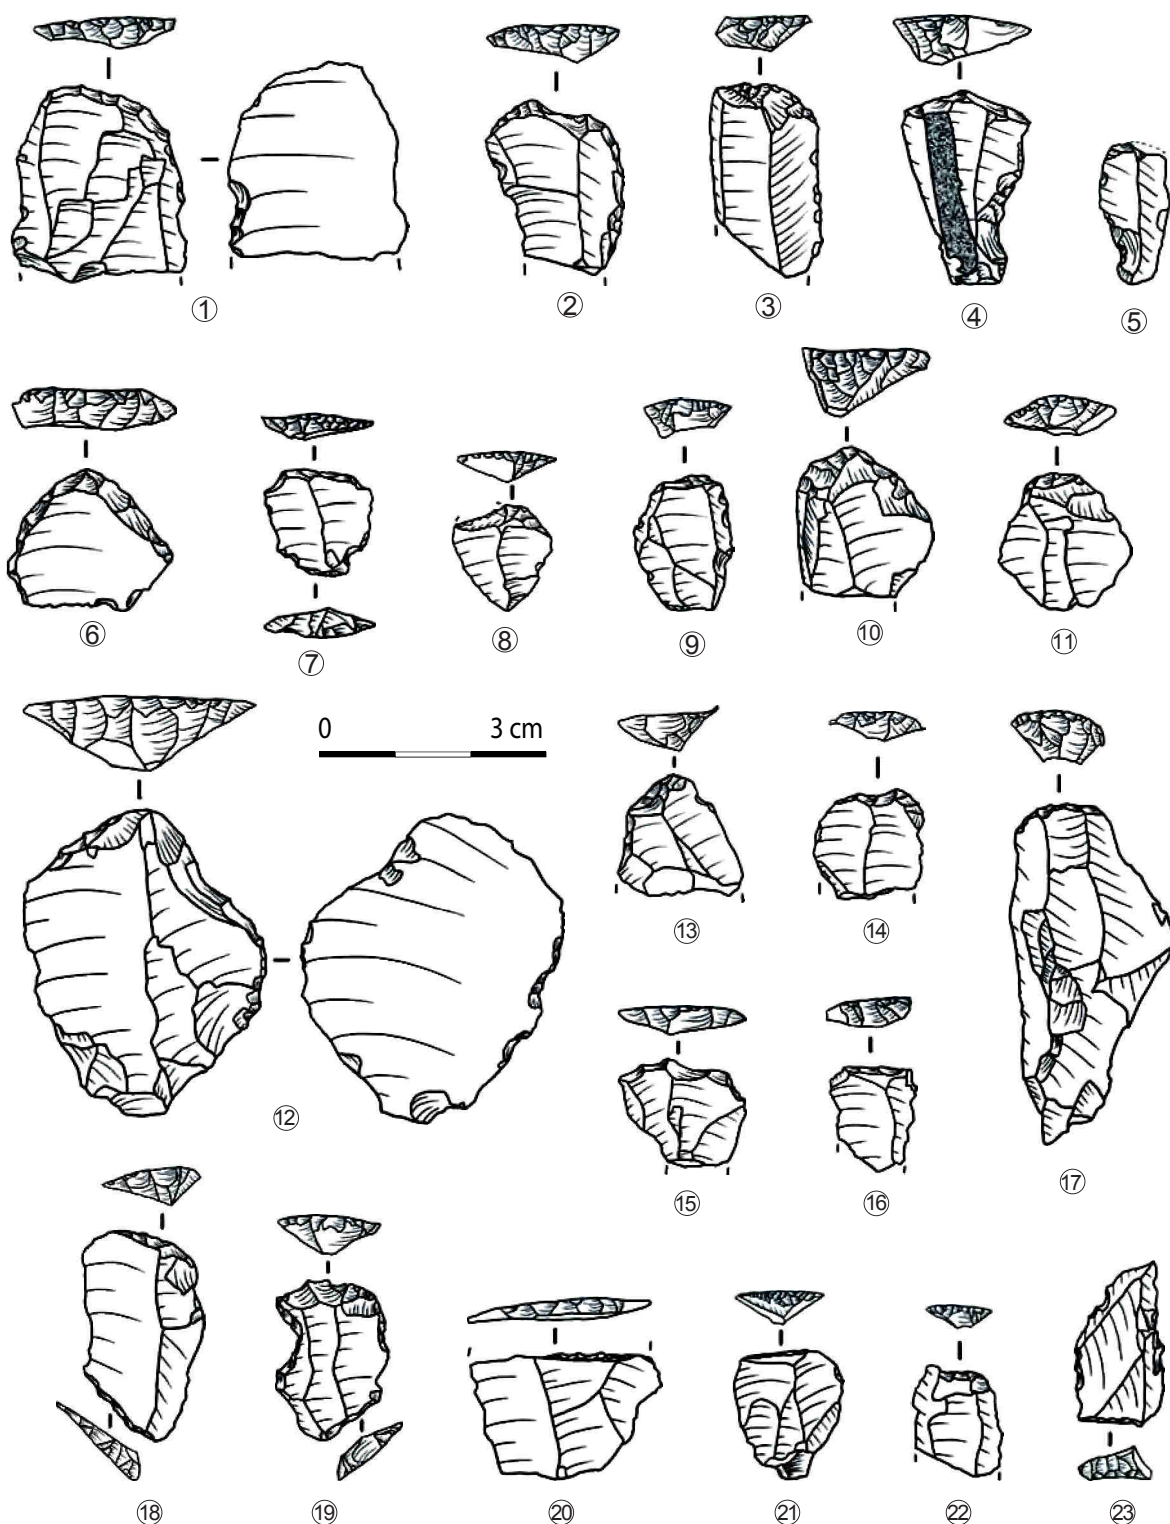 ① ② ③ ④ ⑤
⑥ ⑦ ⑧ ⑨ ⑩ ⑪
0 3 cm
⑫ ⑬ ⑭
⑮ ⑯ ⑰
⑱ ⑲ ⑳ ㉑ ㉒ ㉓